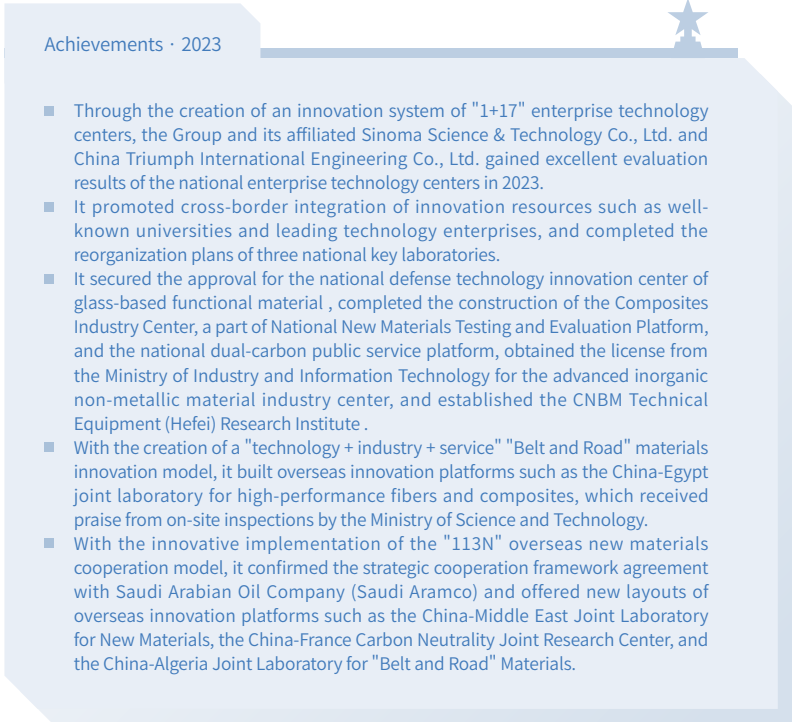 Achievements · 2023
Through the creation of an innovation system of "1+17" enterprise technology
centers, the Group and its affiliated Sinoma Science & Technology Co., Ltd. and
China Triumph International Engineering Co., Ltd. gained excellent evaluation
results of the national enterprise technology centers in 2023.
It promoted cross-border integration of innovation resources such as well-
known universities and leading technology enterprises, and completed the
reorganization plans of three national key laboratories.
It secured the approval for the national defense technology innovation center of
glass-based functional material , completed the construction of the Composites
Industry Center, a part of National New Materials Testing and Evaluation Platform,
and the national dual-carbon public service platform, obtained the license from
the Ministry of Industry and Information Technology for the advanced inorganic
non-metallic material industry center, and established the CNBM Technical
Equipment (Hefei) Research Institute .
With the creation of a "technology + industry + service" "Belt and Road" materials
innovation model, it built overseas innovation platforms such as the China-Egypt
joint laboratory for high-performance fibers and composites, which received
praise from on-site inspections by the Ministry of Science and Technology.
With the innovative implementation of the "113N" overseas new materials
cooperation model, it confirmed the strategic cooperation framework agreement
with Saudi Arabian Oil Company (Saudi Aramco) and offered new layouts of
overseas innovation platforms such as the China-Middle East Joint Laboratory
for New Materials, the China-France Carbon Neutrality Joint Research Center, and
the China-Algeria Joint Laboratory for "Belt and Road" Materials.